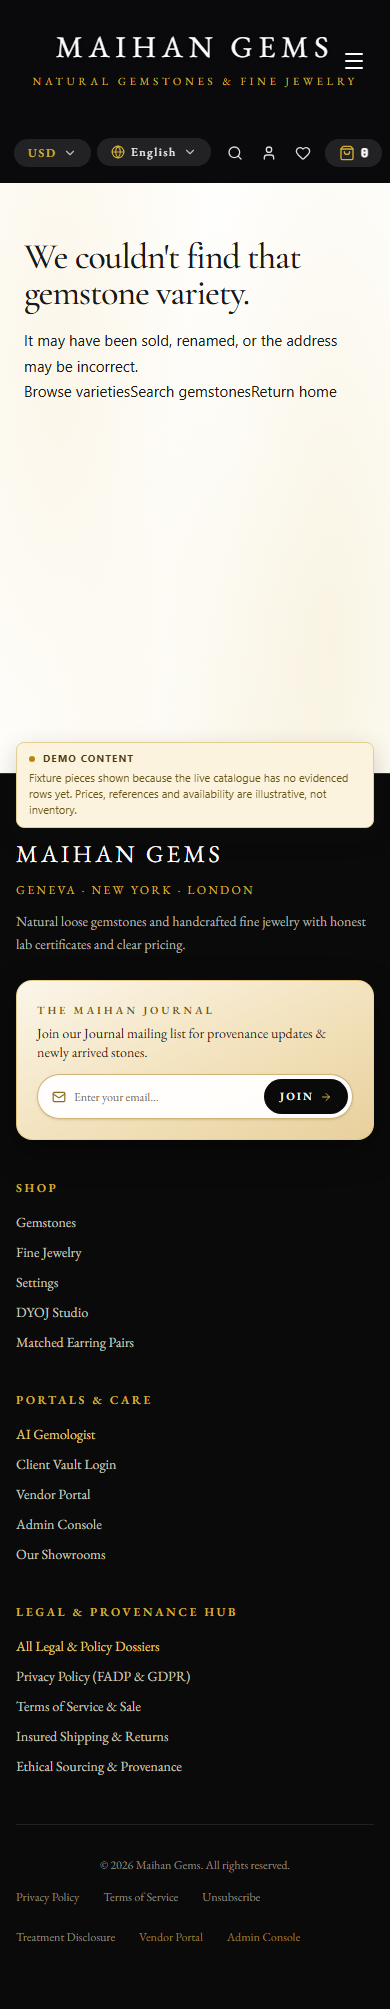 MAIHAN GEMS
NATURAL GEMSTONES & FINE JEWELRY
USD English 0
We couldn't find that
gemstone variety.
It may have been sold, renamed, or the address
may be incorrect.
Browse varietiesSearch gemstonesReturn home
DEMO CONTENT
Fixture pieces shown because the live catalogue has no evidenced
rows yet. Prices, references and availability are illustrative, not
inventory.
MAIHAN GEMS
GENEVA · NEW YORK · LONDON
Natural loose gemstones and handcrafted fine jewelry with honest
lab certificates and clear pricing.
THE MAIHAN JOURNAL
Join our Journal mailing list for provenance updates &
newly arrived stones.
Enter your email... JOIN →
SHOP
Gemstones
Fine Jewelry
Settings
DYOJ Studio
Matched Earring Pairs
PORTALS & CARE
AI Gemologist
Client Vault Login
Vendor Portal
Admin Console
Our Showrooms
LEGAL & PROVENANCE HUB
All Legal & Policy Dossiers
Privacy Policy (FADP & GDPR)
Terms of Service & Sale
Insured Shipping & Returns
Ethical Sourcing & Provenance
© 2026 Maihan Gems. All rights reserved.
Privacy Policy Terms of Service Unsubscribe
Treatment Disclosure Vendor Portal Admin Console